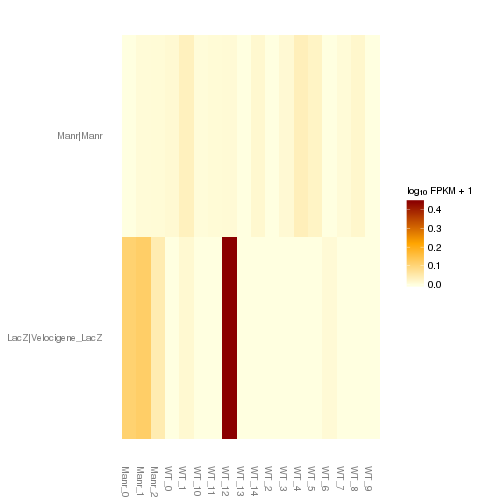 Manr|Manr
LacZ|Velocigene_LacZ
log10 FPKM + 1
0.4
0.3
0.2
0.1
0.0
Manr_0
Manr_1
Manr_2
WT_0
WT_1
WT_10
WT_11
WT_12
WT_13
WT_14
WT_2
WT_3
WT_4
WT_5
WT_6
WT_7
WT_8
WT_9